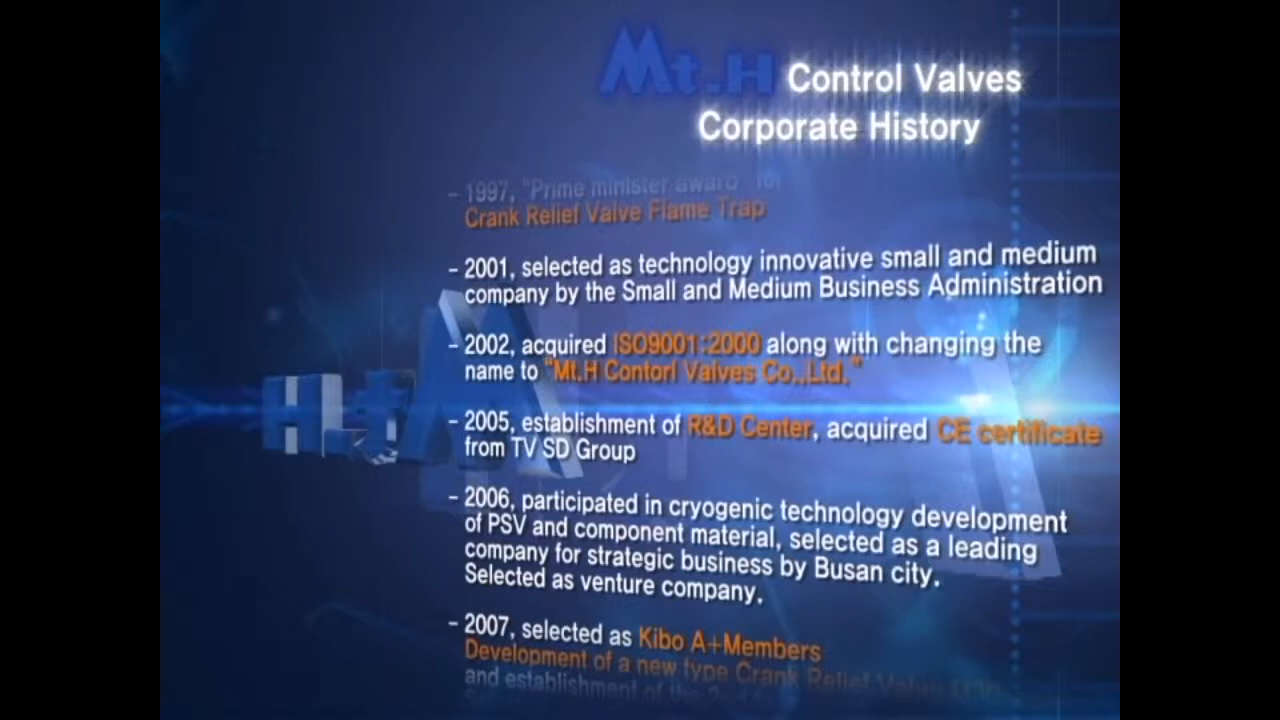 Mt.H Control Valves
Corporate History
- 1997, "Prime minister award" for
Crank Relief Valve Flame Trap
- 2001, selected as technology innovative small and medium
company by the Small and Medium Business Administration
- 2002, acquired ISO9001:2000 along with changing the
name to "Mt.H Contorl Valves Co.,Ltd."
- 2005, establishment of R&D Center, acquired CE certificate
from TV SD Group
- 2006, participated in cryogenic technology development
of PSV and component material, selected as a leading
company for strategic business by Busan city.
Selected as venture company.
- 2007, selected as Kibo A+Members
Development of a new type Crank Relief Valve
and establishment of the